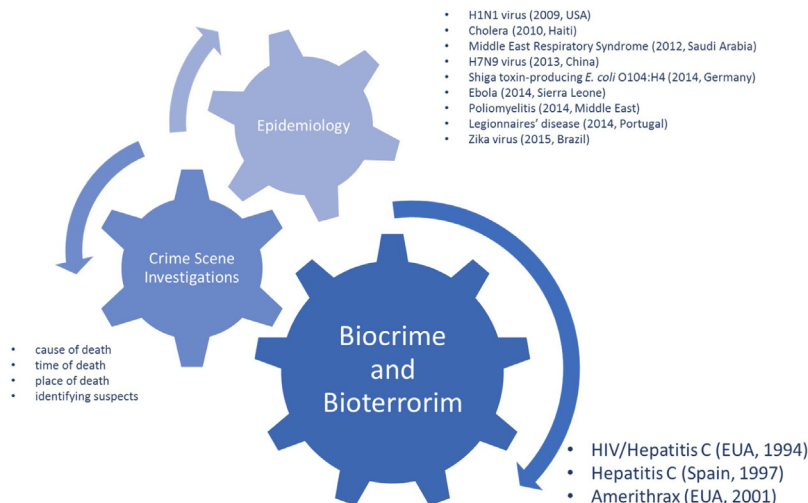 • H1N1 virus (2009, USA)
• Cholera (2010, Haiti)
• Middle East Respiratory Syndrome (2012, Saudi Arabia)
• H7N9 virus (2013, China)
• Shiga toxin-producing E. coli O104:H4 (2014, Germany)
• Ebola (2014, Sierra Leone)
• Poliomyelitis (2014, Middle East)
• Legionnaires' disease (2014, Portugal)
• Zika virus (2015, Brazil)
Epidemiology
Crime Scene
Investigations
• cause of death
• time of death
• place of death
• identifying suspects
Biocrime
and
Bioterrorim
• HIV/Hepatitis C (EUA, 1994)
• Hepatitis C (Spain, 1997)
• Amerithrax (EUA, 2001)